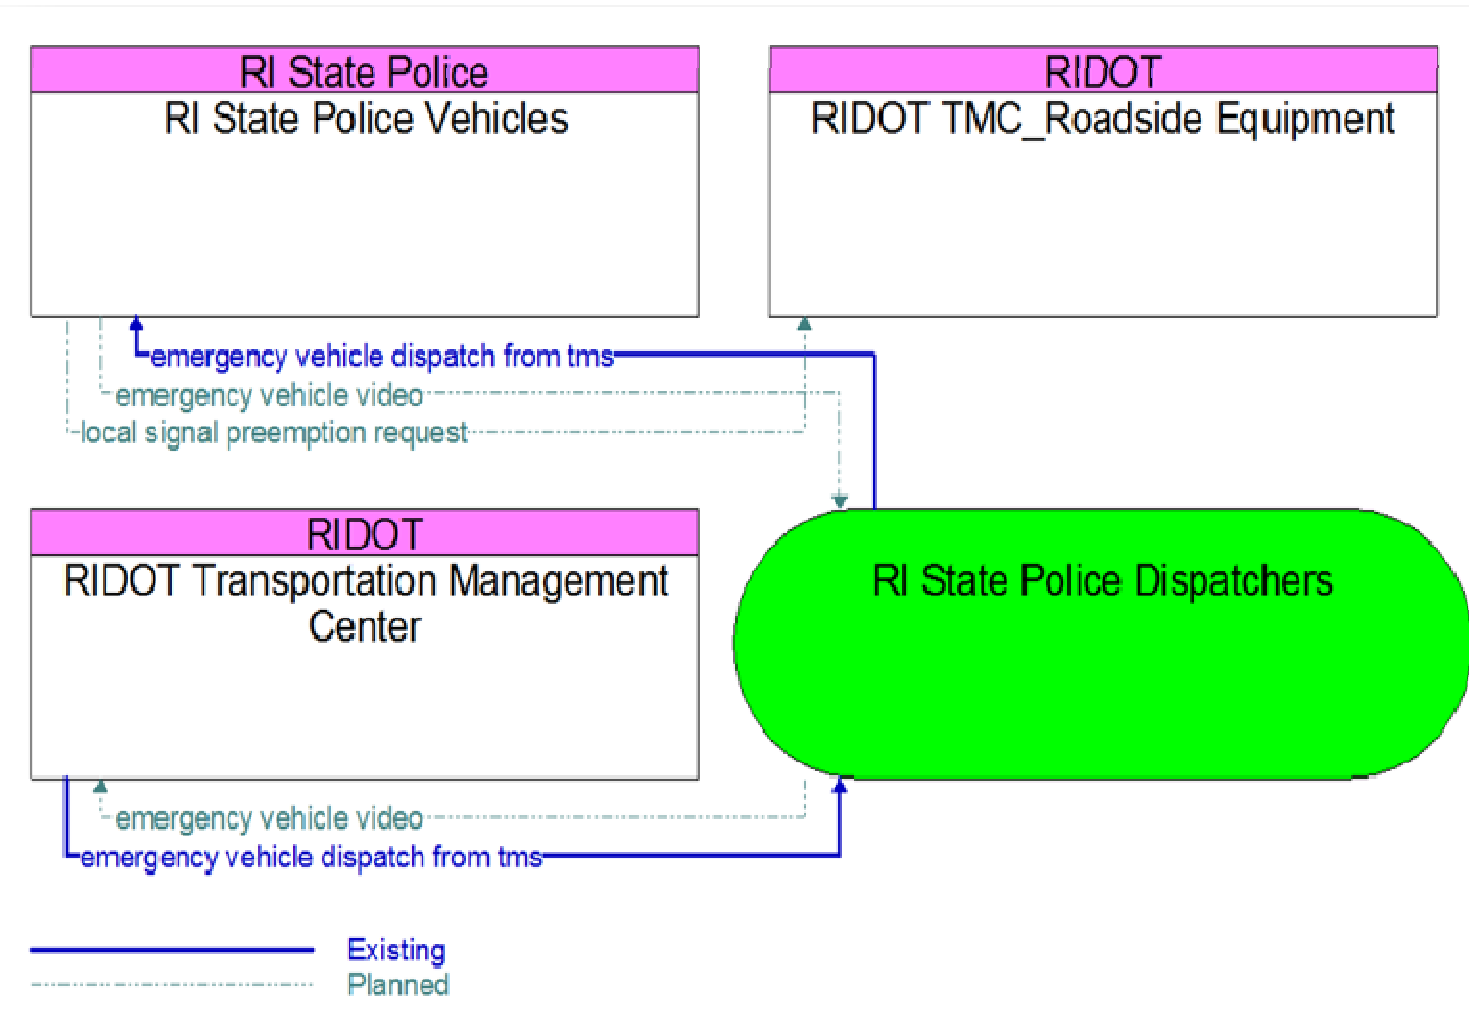 RI State Police
RI State Police Vehicles
RIDOT
RIDOT TMC_Roadside Equipment
emergency vehicle dispatch from tms
emergency vehicle video
local signal preemption request
RIDOT
RIDOT Transportation Management
Center
RI State Police Dispatchers
emergency vehicle video
emergency vehicle dispatch from tms
Existing
Planned